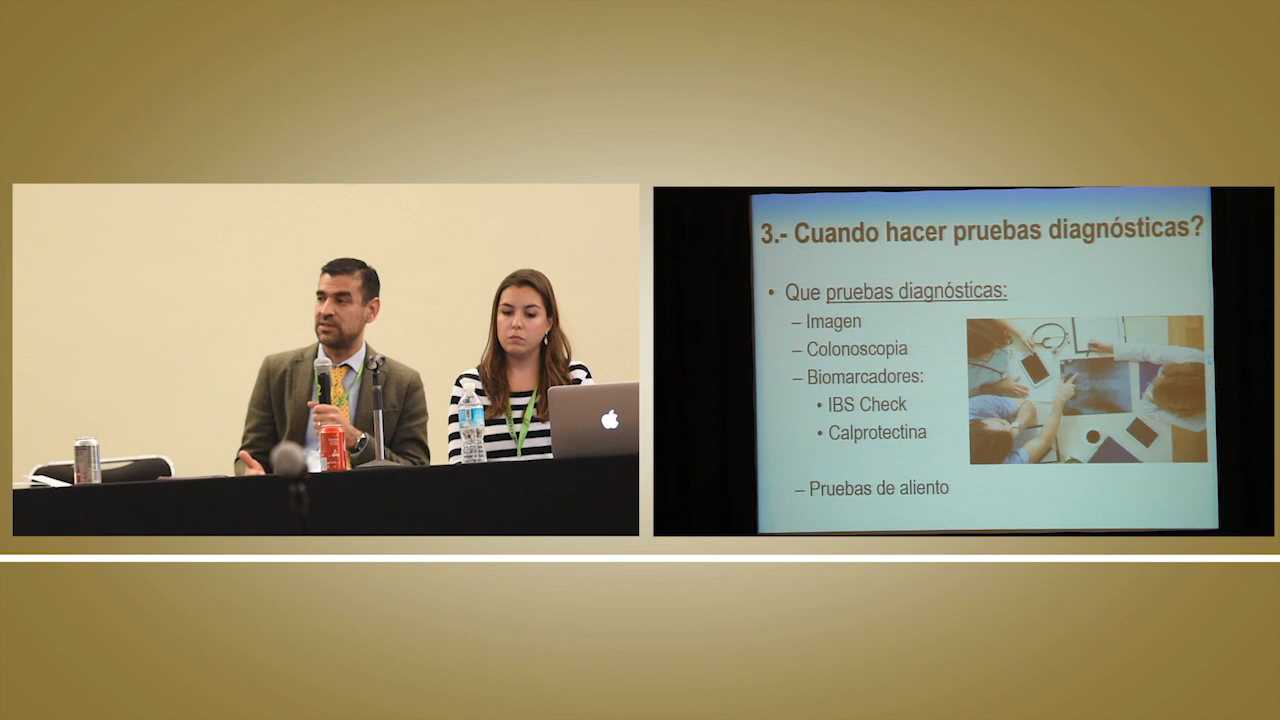 3.- Cuando hacer pruebas diagnósticas?
• Que pruebas diagnósticas:
– Imagen
– Colonoscopia
– Biomarcadores:
• IBS Check
• Calprotectina
– Pruebas de aliento